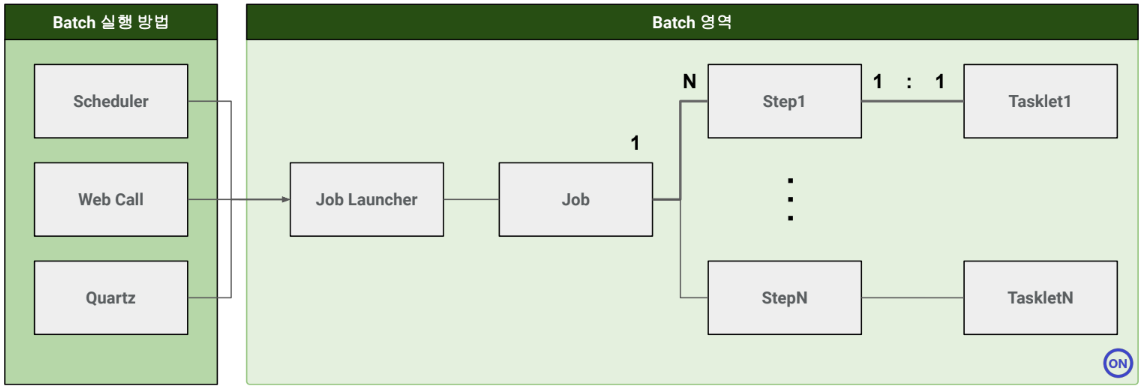 Batch 실행 방법
Batch 영역
Scheduler
Web Call
Quartz
Job Launcher
Job
1
N
Step1
1 : 1
Tasklet1
StepN
TaskletN
ON